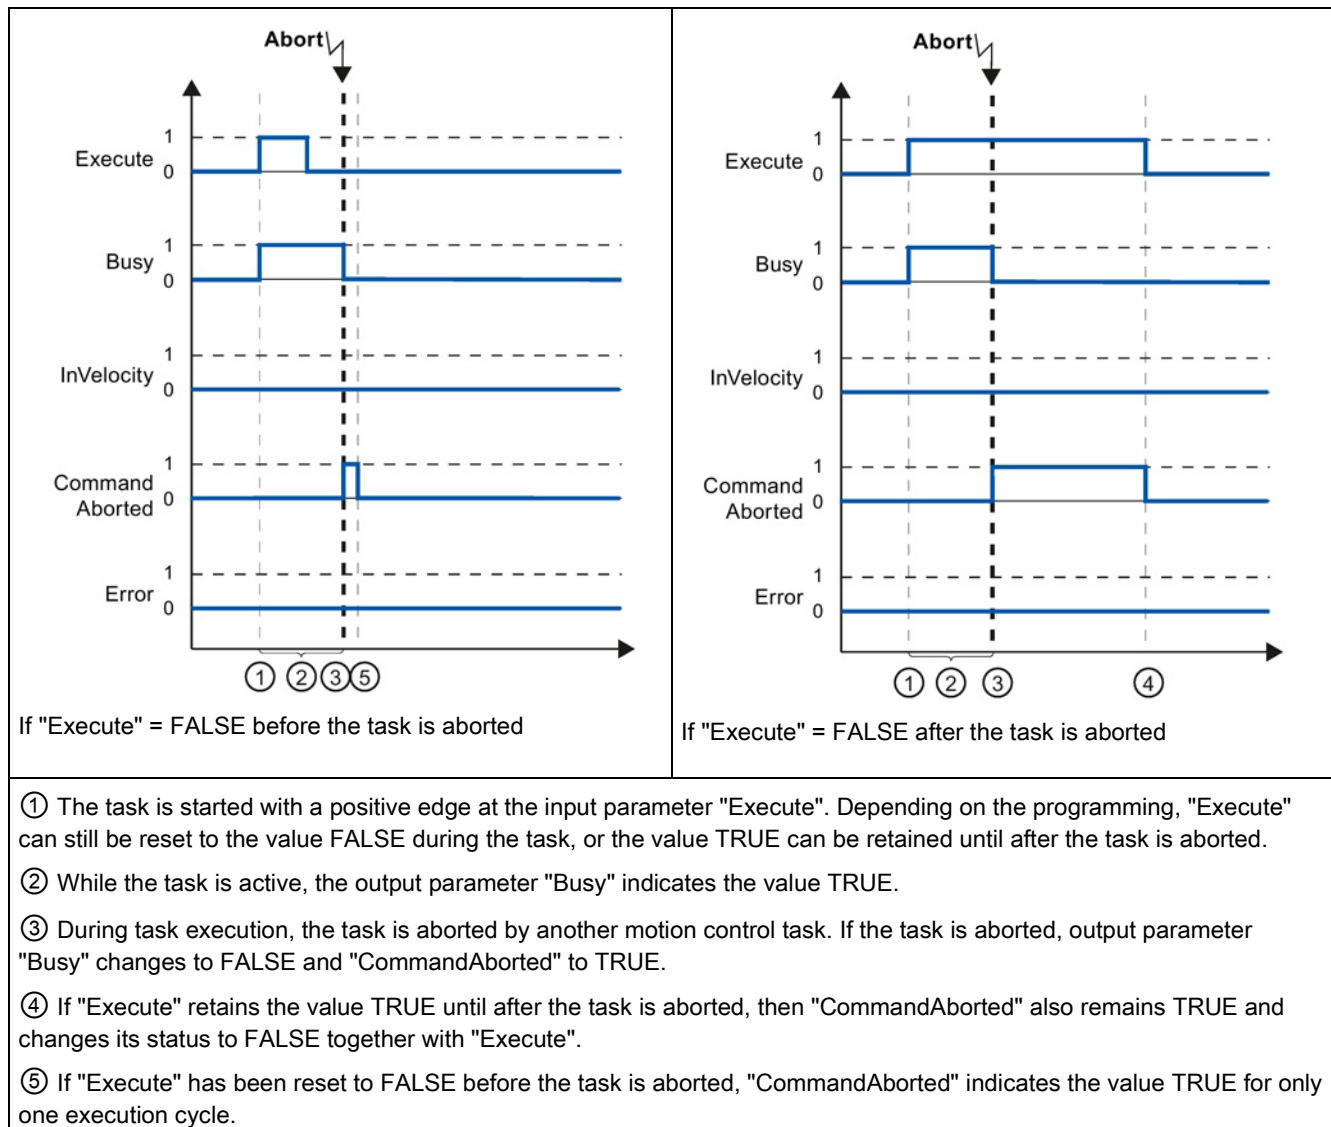 Abort
1
Execute
0
1
Busy
0
1
InVelocity
0
1
Command
Aborted
0
1
Error
0
① ② ③ ⑤
If "Execute" = FALSE before the task is aborted
Abort
1
Execute
0
1
Busy
0
1
InVelocity
0
1
Command
Aborted
0
1
Error
0
① ② ③ ④
If "Execute" = FALSE after the task is aborted
① The task is started with a positive edge at the input parameter "Execute". Depending on the programming, "Execute"
can still be reset to the value FALSE during the task, or the value TRUE can be retained until after the task is aborted.
② While the task is active, the output parameter "Busy" indicates the value TRUE.
③ During task execution, the task is aborted by another motion control task. If the task is aborted, output parameter
"Busy" changes to FALSE and "CommandAborted" to TRUE.
④ If "Execute" retains the value TRUE until after the task is aborted, then "CommandAborted" also remains TRUE and
changes its status to FALSE together with "Execute".
⑤ If "Execute" has been reset to FALSE before the task is aborted, "CommandAborted" indicates the value TRUE for only
one execution cycle.